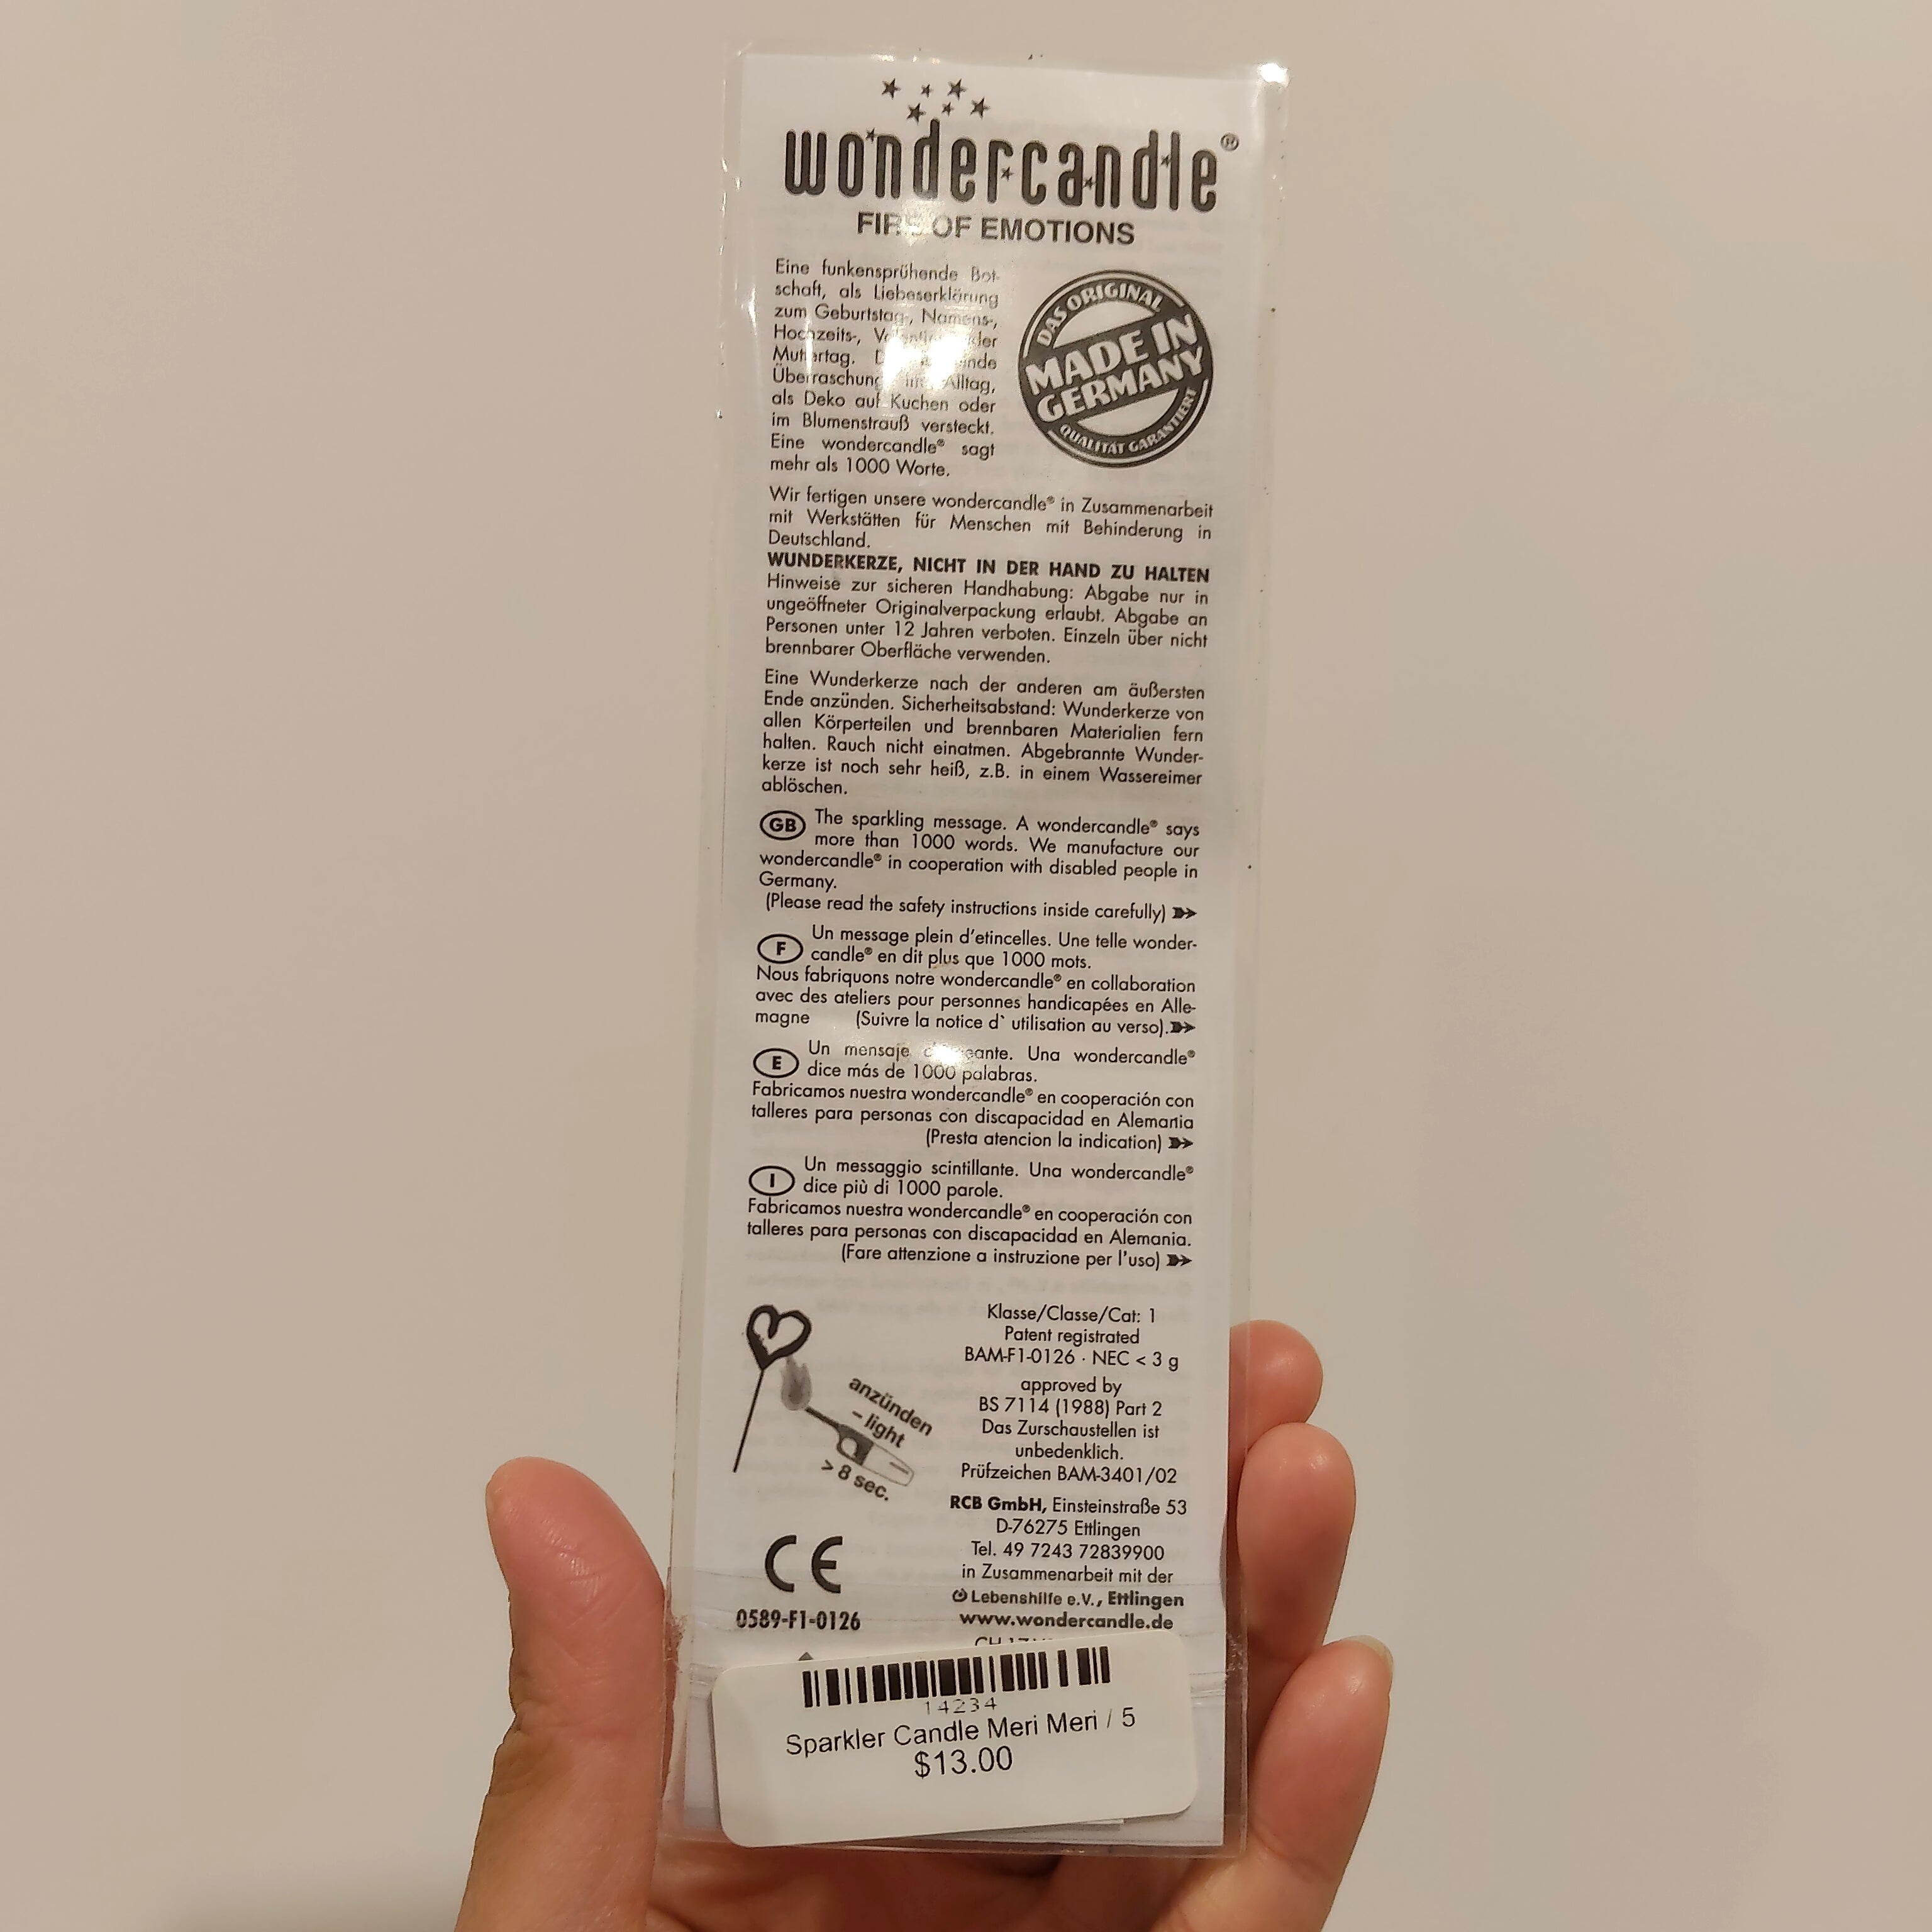 wondercandle®
FIRE OF EMOTIONS
Eine funkensprühende Bot-
schaft, als Liebeserklärung
zum Geburtstag-, Namens-,
Hochzeits-, oder
Muttertag.
Überraschung im Alltag,
als Deko auf Kuchen oder
im Blumenstrauß versteckt.
Eine wondercandle® sagt
mehr als 1000 Worte.
DAS ORIGINAL
MADE IN
GERMANY
QUALITÄT GARANTIERT
Wir fertigen unsere wondercandle® in Zusammenarbeit
mit Werkstätten für Menschen mit Behinderung in
Deutschland.
WUNDERKERZE, NICHT IN DER HAND ZU HALTEN
Hinweise zur sicheren Handhabung: Abgabe nur in
ungeöffneter Originalverpackung erlaubt. Abgabe an
Personen unter 12 Jahren verboten. Einzeln über nicht
brennbarer Oberfläche verwenden.
Eine Wunderkerze nach der anderen am äußersten
Ende anzünden. Sicherheitsabstand: Wunderkerze von
allen Körperteilen und brennbaren Materialien fern
halten. Rauch nicht einatmen. Abgebrannte Wunder-
kerze ist noch sehr heiß, z.B. in einem Wassereimer
ablöschen.
GB The sparkling message. A wondercandle® says
more than 1000 words. We manufacture our
wondercandle® in cooperation with disabled people in
Germany.
(Please read the safety instructions inside carefully)
F Un message plein d'etincelles. Une telle wonder-
candle® en dit plus que 1000 mots.
Nous fabriquons notre wondercandle® en collaboration
avec des ateliers pour personnes handicapées en Alle-
magne (Suivre la notice d` utilisation au verso).
E Un mensaje Una wondercandle®
dice más de 1000 palabras.
Fabricamos nuestra wondercandle® en cooperación con
talleres para personas con discapacidad en Alemania
(Presta atencion la indication)
I Un messaggio scintillante. Una wondercandle®
dice più di 1000 parole.
Fabricamos nuestra wondercandle® en cooperación con
talleres para personas con discapacidad en Alemania.
(Fare attenzione a instruzione per l'uso)
anzünden
– light
> 8 sec.
CE
0589-F1-0126
Klasse/Classe/Cat: 1
Patent registrated
BAM-F1-0126 · NEC < 3 g
approved by
BS 7114 (1988) Part 2
Das Zurschaustellen ist
unbedenklich.
Prüfzeichen BAM-3401/02
RCB GmbH, Einsteinstraße 53
D-76275 Ettlingen
Tel. 49 7243 72839900
in Zusammenarbeit mit der
Lebenshilfe e.V., Ettlingen
www.wondercandle.de
14234
Sparkler Candle Meri Meri / 5
$13.00